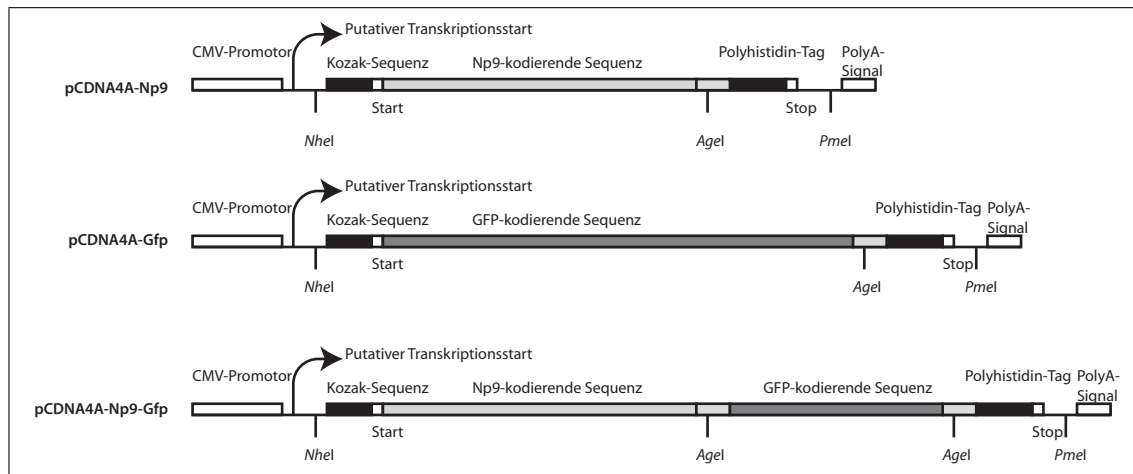 Putativer Transkriptionsstart
CMV-Promotor
Polyhistidin-Tag
PolyA-
Signal
Kozak-Sequenz
Np9-kodierende Sequenz
pCDNA4A-Np9
Start
Stop
NheI
AgeI
PmeI
Putativer Transkriptionsstart
CMV-Promotor
Polyhistidin-Tag
PolyA-
Signal
Kozak-Sequenz
GFP-kodierende Sequenz
pCDNA4A-Gfp
Start
Stop
NheI
AgeI
PmeI
Putativer Transkriptionsstart
CMV-Promotor
Polyhistidin-Tag
PolyA-
Signal
Kozak-Sequenz
Np9-kodierende Sequenz
GFP-kodierende Sequenz
pCDNA4A-Np9-Gfp
Start
Stop
NheI
AgeI
AgeI
PmeI